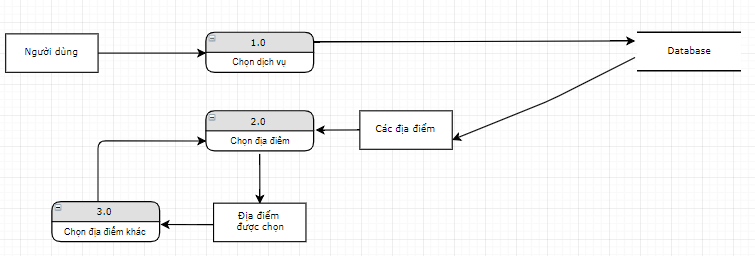 Người dùng
1.0
Chọn dịch vụ
Database
2.0
Chọn địa điểm
Các địa điểm
3.0
Chọn địa điểm khác
Địa điểm
được chọn